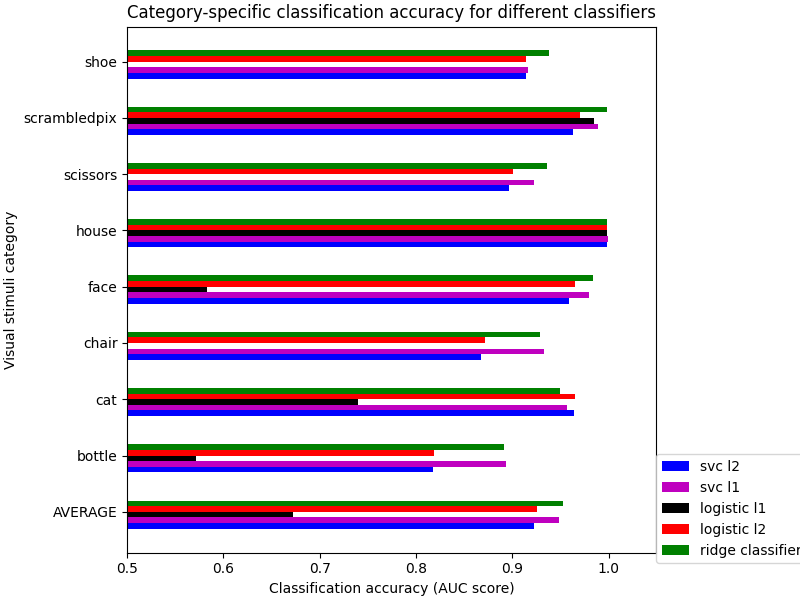 Category-specific classification accuracy for different classifiers
shoe
scrambledpix
scissors
house
face
chair
cat
bottle
AVERAGE
Visual stimuli category
0.5 0.6 0.7 0.8 0.9 1.0
Classification accuracy (AUC score)
svc l2
svc l1
logistic l1
logistic l2
ridge classifier